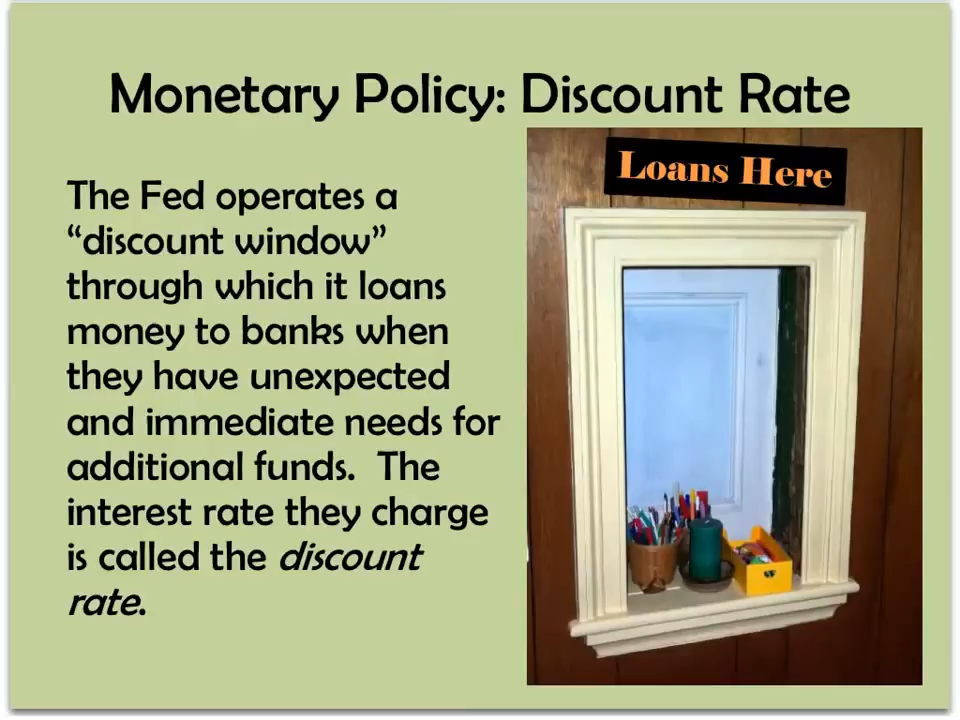 Monetary Policy: Discount Rate
Loans Here
The Fed operates a
“discount window”
through which it loans
money to banks when
they have unexpected
and immediate needs for
additional funds.  The
interest rate they charge
is called the discount
rate.